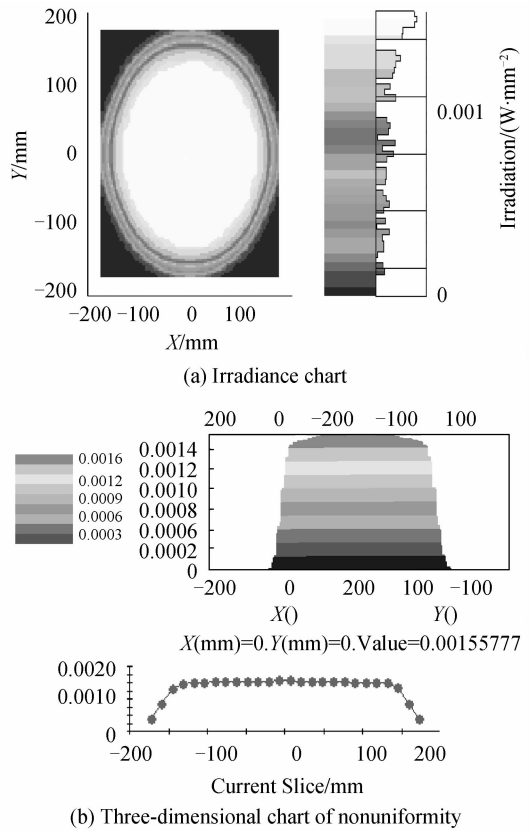 200
100
0
−100
−200
Y/mm
−200 −100 0 100
X/mm
0.001
0
Irradiation/(W·mm⁻²)
(a) Irradiance chart
200 0 −200 −100 100
0.0016
0.0012
0.0009
0.0006
0.0003
0.0014
0.0012
0.0010
0.0008
0.0006
0.0002
0
−200 0 200 −100
X() Y()
X(mm)=0.Y(mm)=0.Value=0.00155777
0.0020
0.0010
0
−200 −100 0 100 200
Current Slice/mm
(b) Three-dimensional chart of nonuniformity